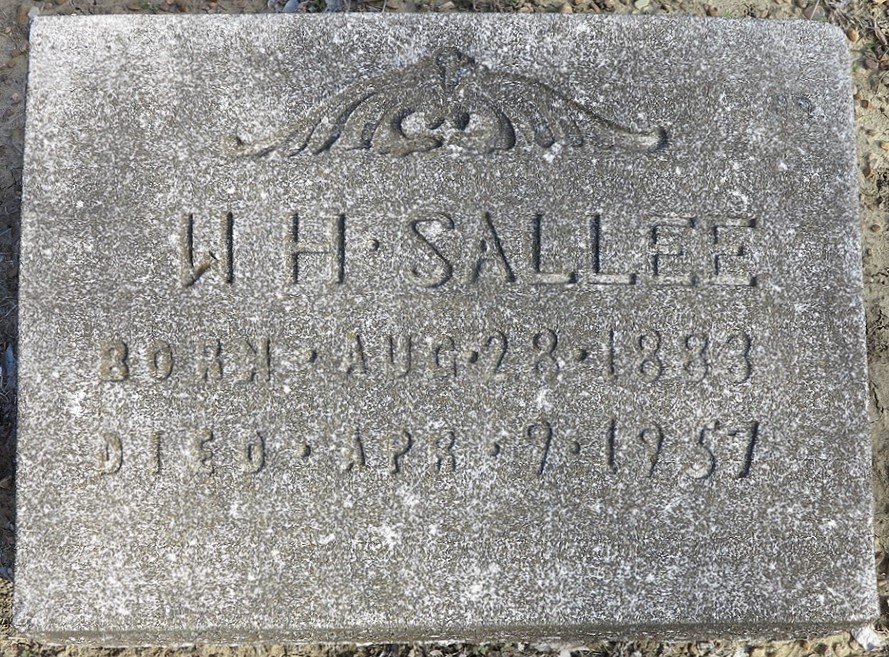 W H · SALLEE
BORN · AUG · 28 · 1883
DIED · APR · 9 · 1957